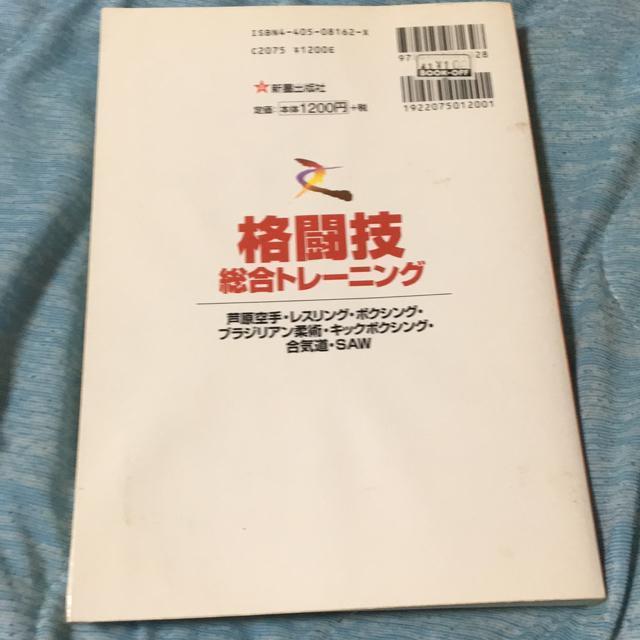 ISBN4-405-08162-X
C2075 ¥1200E
新星出版社
定価:本体1200円+税
97
28
BOOK-OFF
1922075012001
格闘技
総合トレーニング
芦原空手・レスリング・ボクシング・
ブラジリアン柔術・キックボクシング・
合気道・SAW